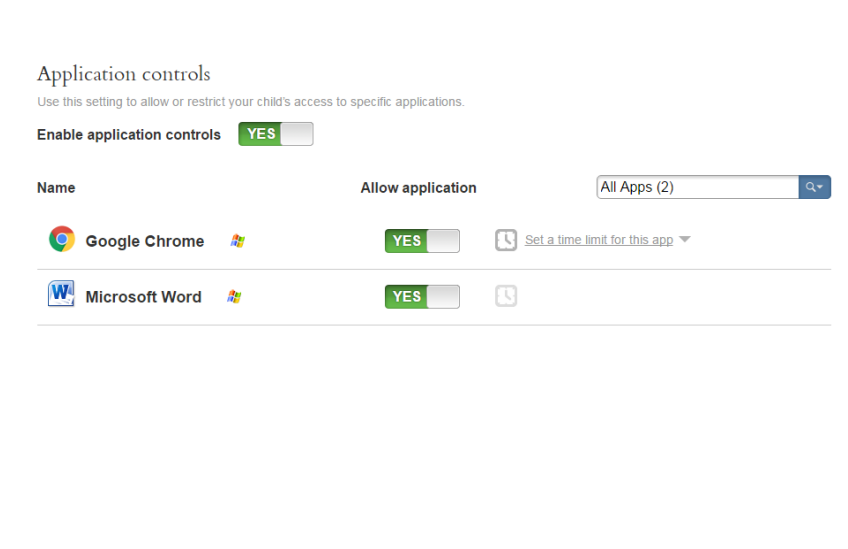 Application controls
Use this setting to allow or restrict your child's access to specific applications.
Enable application controls YES
Name Allow application All Apps (2)
Google Chrome YES Set a time limit for this app
W Microsoft Word YES